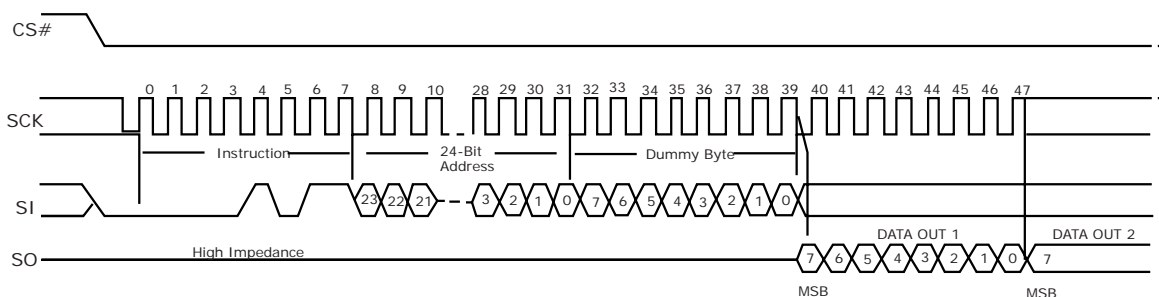 CS#
0 1 2 3 4 5 6 7 8 9 10 28 29 30 31 32 33 34 35 36 37 38 39 40 41 42 43 44 45 46 47
SCK
Instruction 24-Bit Address Dummy Byte
SI 23 22 21 3 2 1 0 7 6 5 4 3 2 1 0
High Impedance DATA OUT 1 DATA OUT 2
SO 7 6 5 4 3 2 1 0 7
MSB MSB